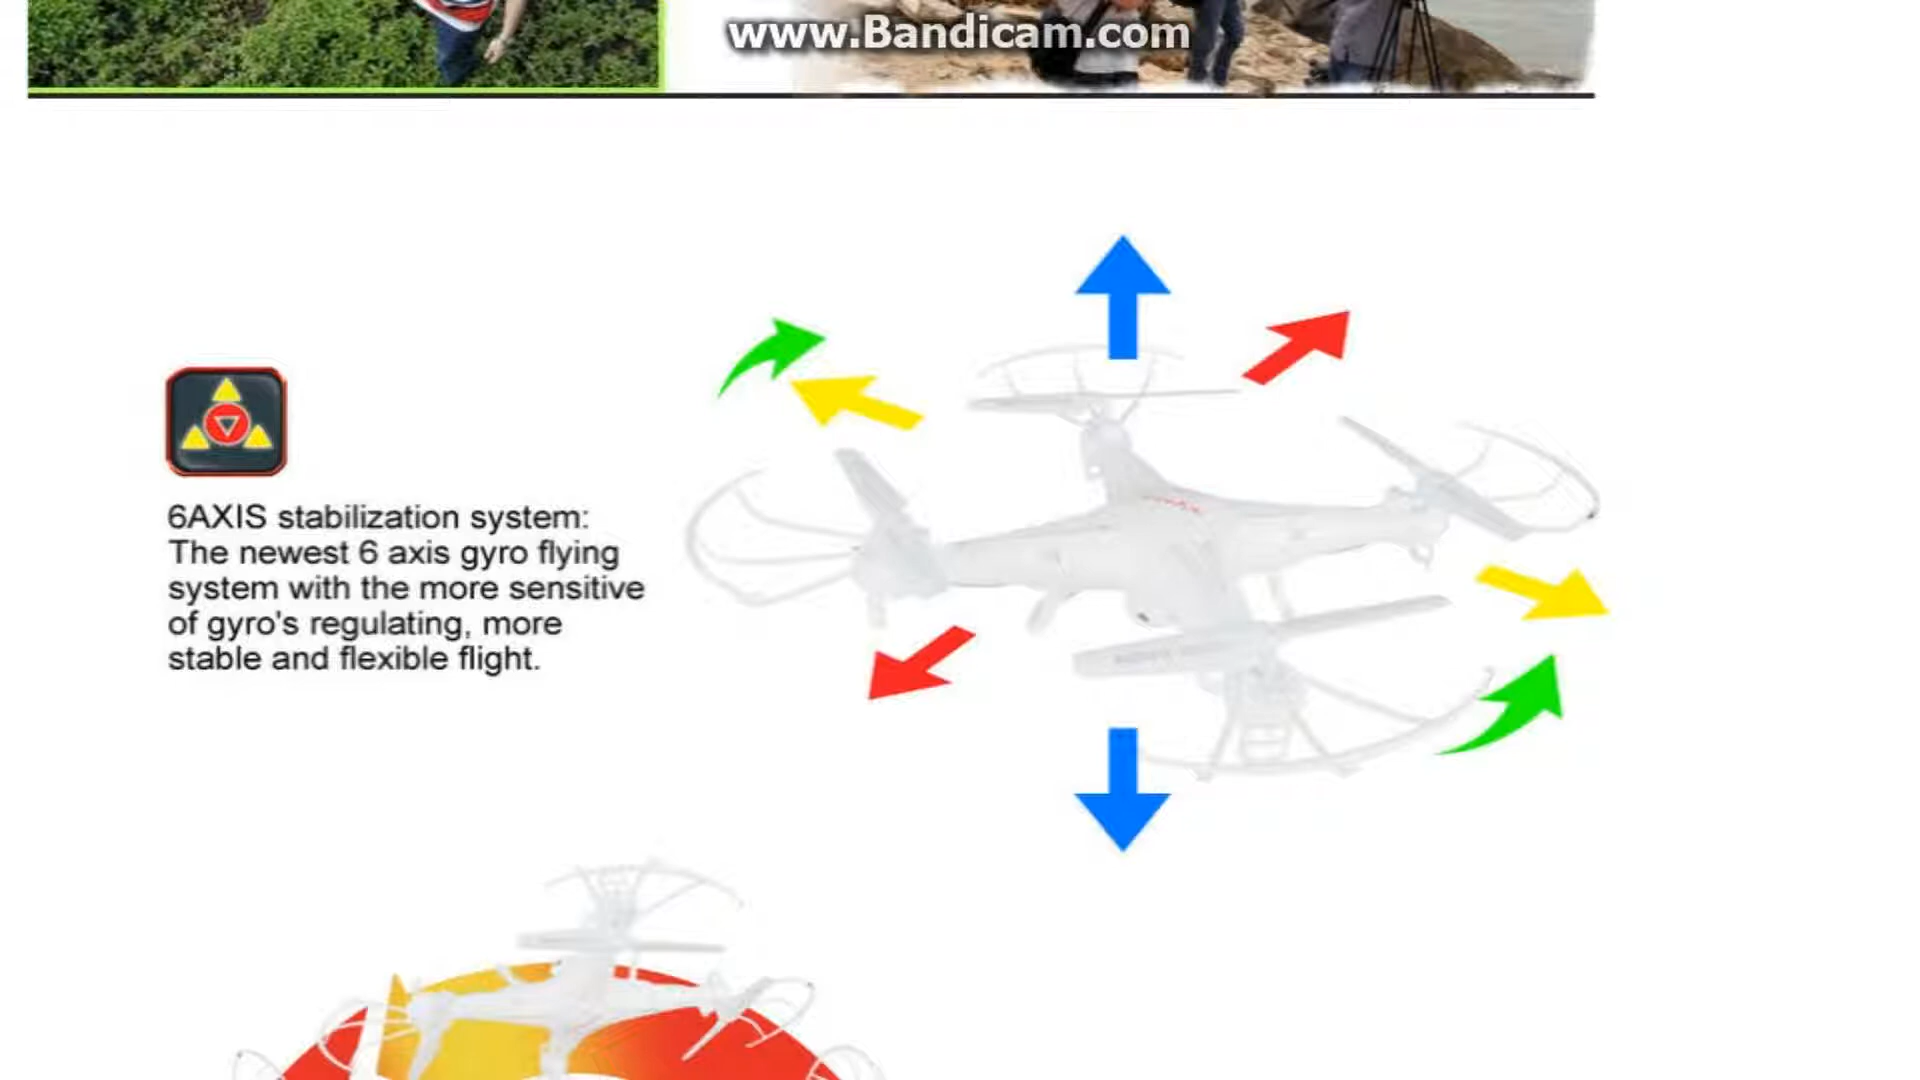 www.Bandicam.com
6AXIS stabilization system:
The newest 6 axis gyro flying
system with the more sensitive
of gyro's regulating, more
stable and flexible flight.